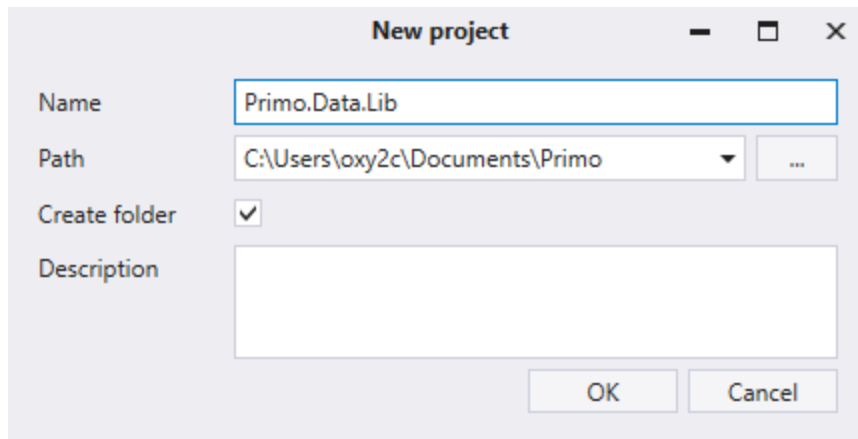 New project
Name
Primo.Data.Lib
Path
C:\Users\oxy2c\Documents\Primo
...
Create folder
Description
OK
Cancel